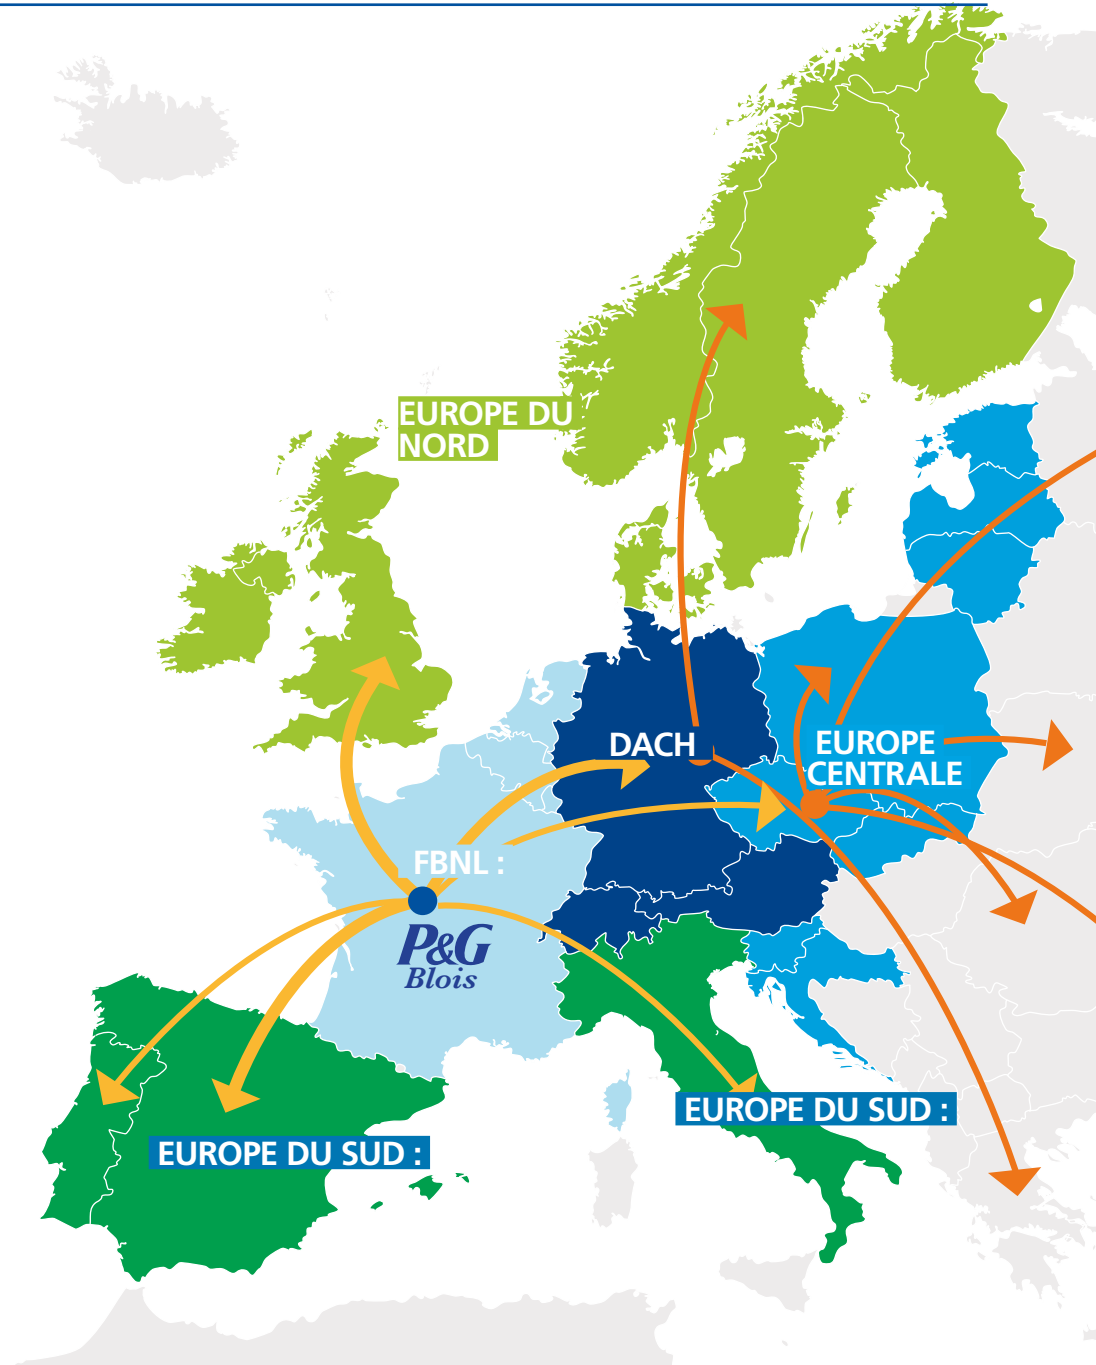 EUROPE DU
NORD
DACH
EUROPE
CENTRALE
FBNL :
P&G
Blois
EUROPE DU SUD :
EUROPE DU SUD :